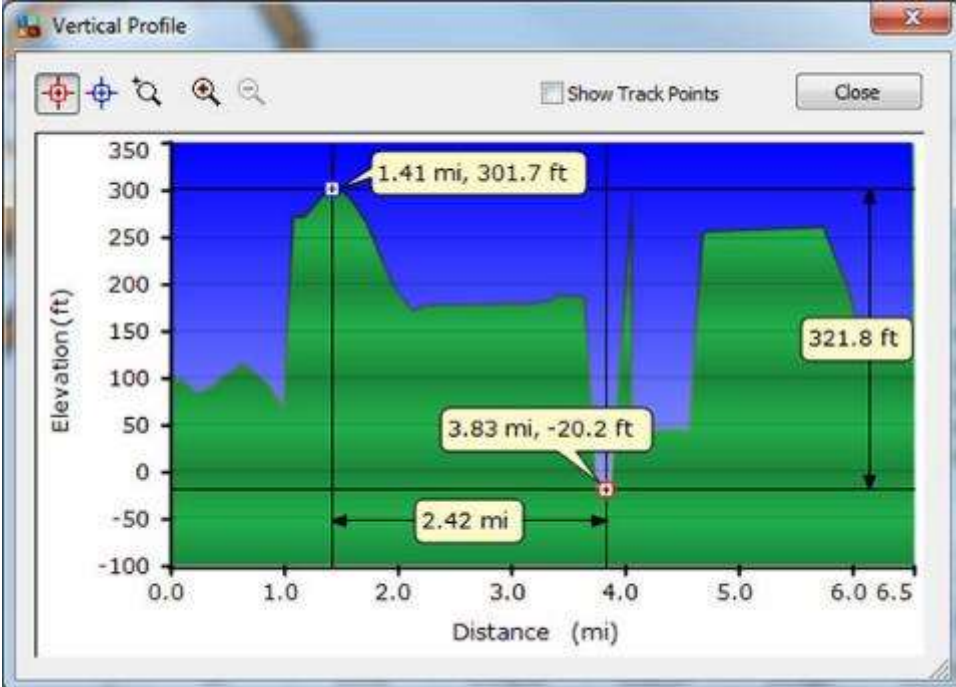 Vertical Profile
Show Track Points
Close
350
300
250
200
150
100
50
0
-50
-100
Elevation(ft)
1.41 mi, 301.7 ft
321.8 ft
3.83 mi, -20.2 ft
2.42 mi
0.0 1.0 2.0 3.0 4.0 5.0 6.0 6.5
Distance (mi)